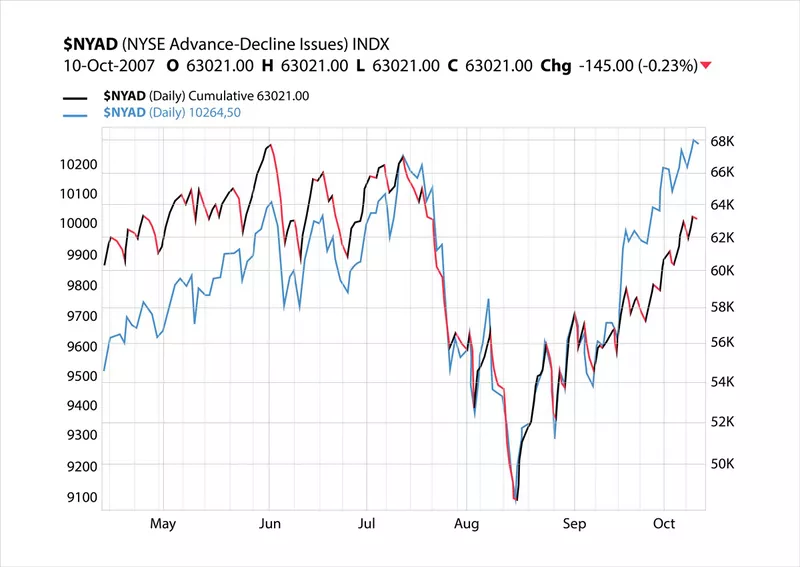 $NYAD (NYSE Advance-Decline Issues) INDX
10-Oct-2007 O 63021.00 H 63021.00 L 63021.00 C 63021.00 Chg -145.00 (-0.23%)
$NYAD (Daily) Cumulative 63021.00
$NYAD (Daily) 10264,50
10200
10100
10000
9900
9800
9700
9600
9500
9400
9300
9200
9100
68K
66K
64K
62K
60K
58K
56K
54K
52K
50K
May Jun Jul Aug Sep Oct